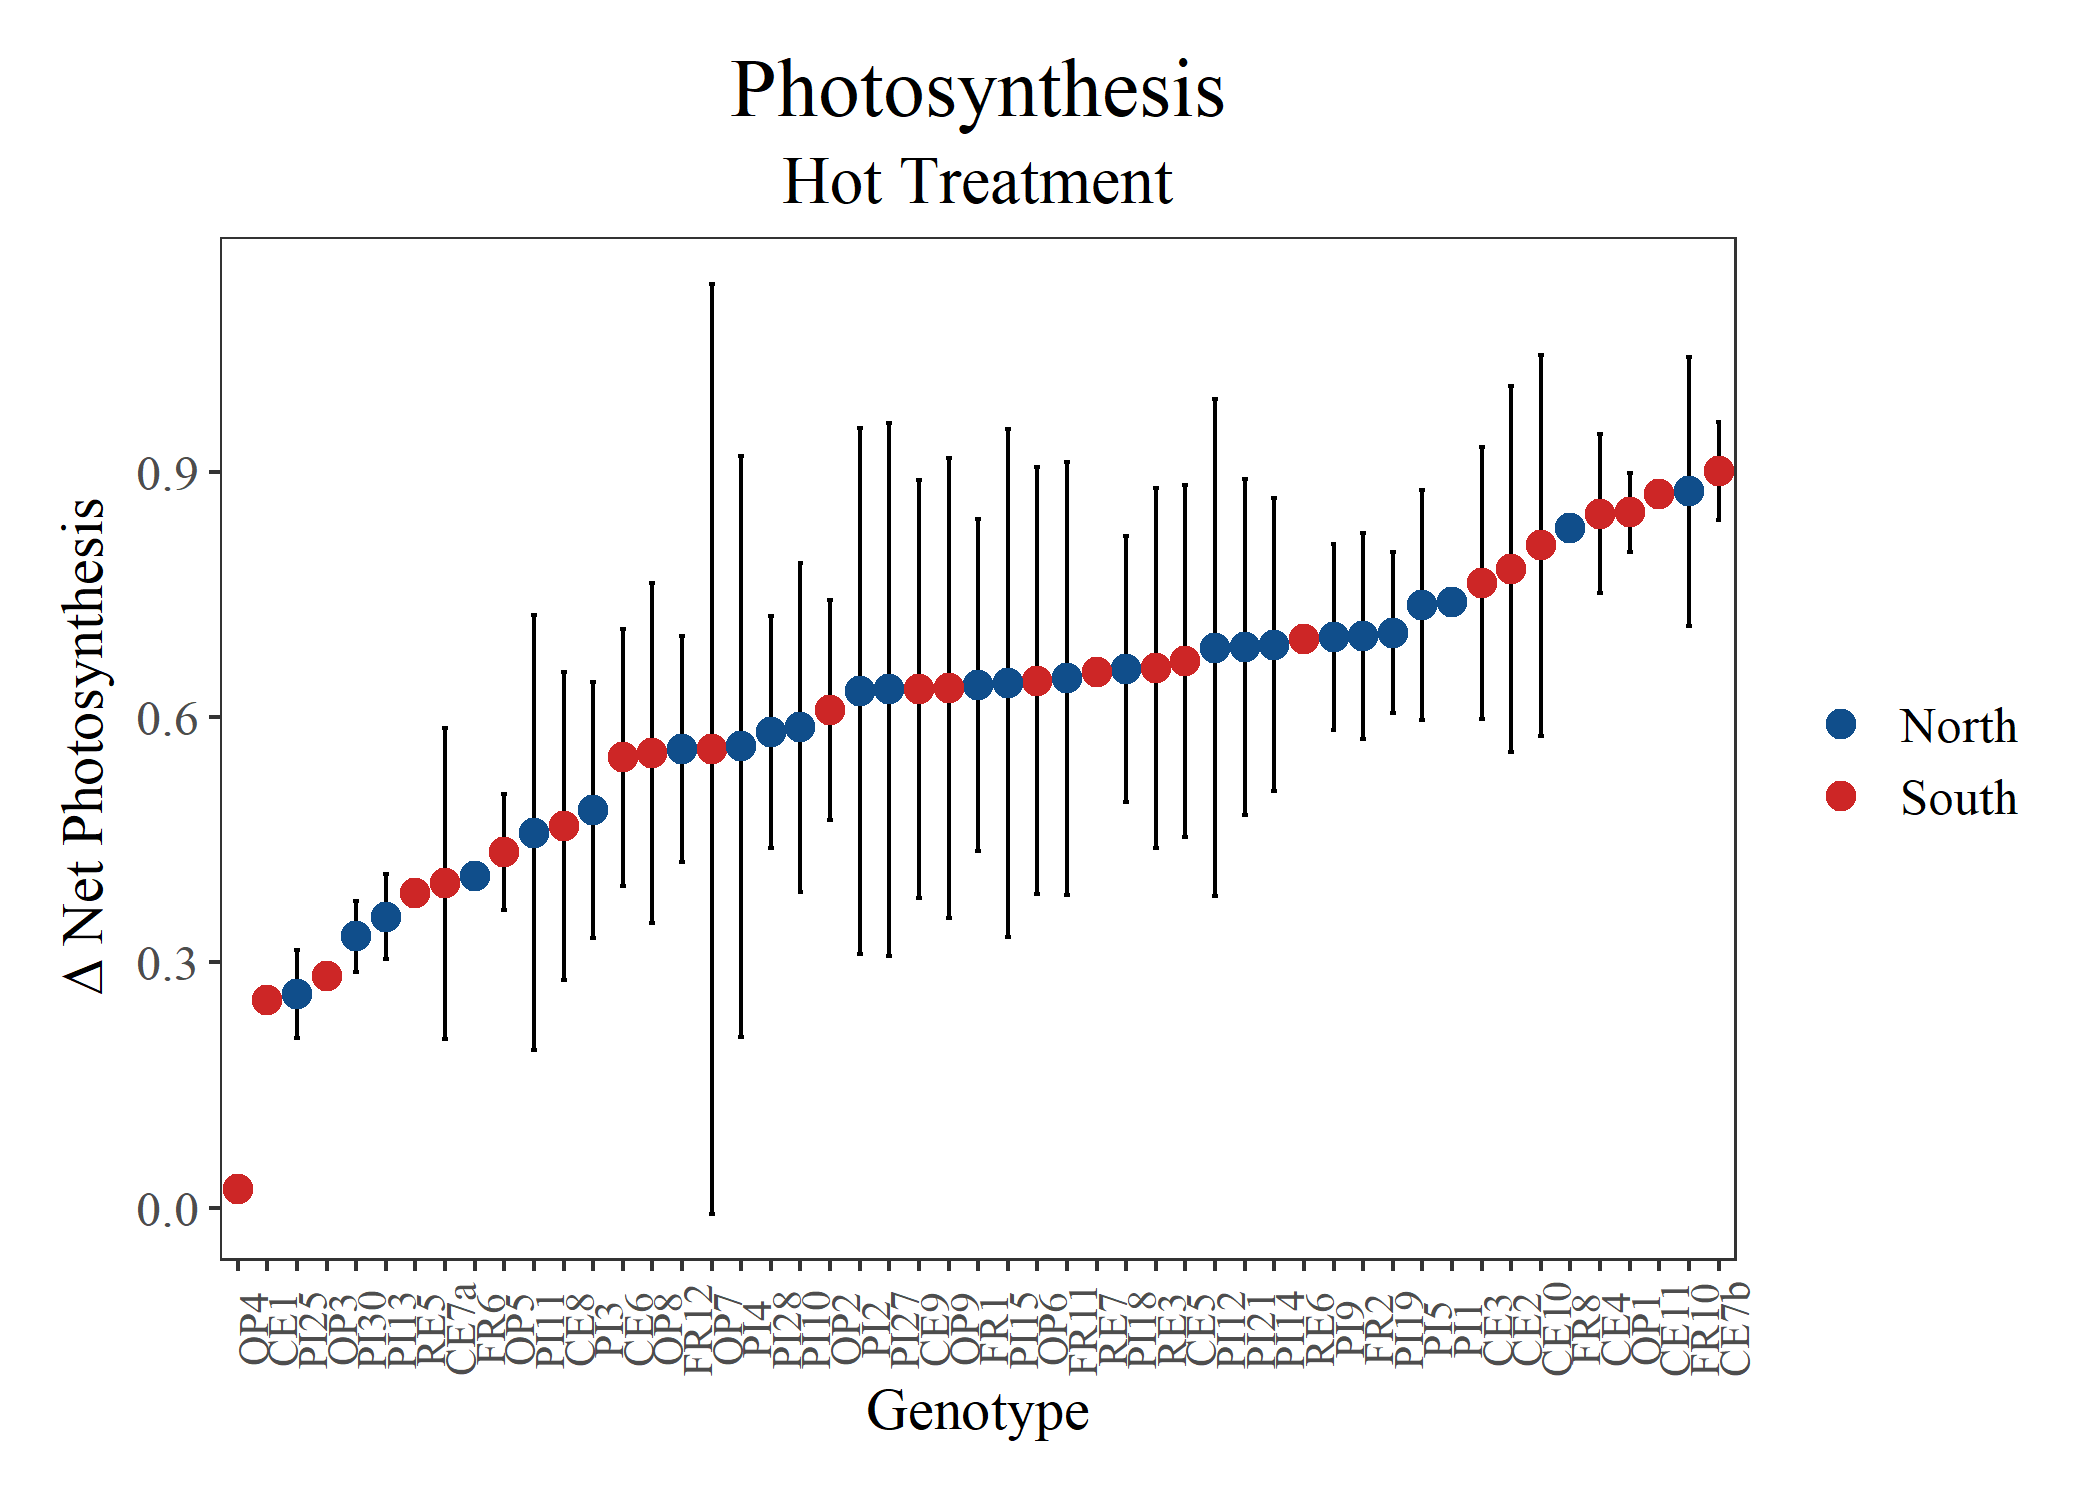 Photosynthesis
Hot Treatment
Δ Net Photosynthesis
0.9
0.6
0.3
0.0
OP4
CE1
PI25
OP3
PI30
PI13
RE5
CE7a
FR6
OP5
PI11
CE8
PI3
CE6
OP8
FR12
OP7
PI4
PI28
PI10
OP2
PI2
PI27
CE9
OP9
FR1
PI15
OP6
FR11
RE7
PI18
RE3
CE5
PI12
PI21
PI14
RE6
PI9
FR2
PI19
PI5
PI1
CE3
CE2
CE10
FR8
CE4
OP1
CE11
FR10
CE7b
Genotype
North
South